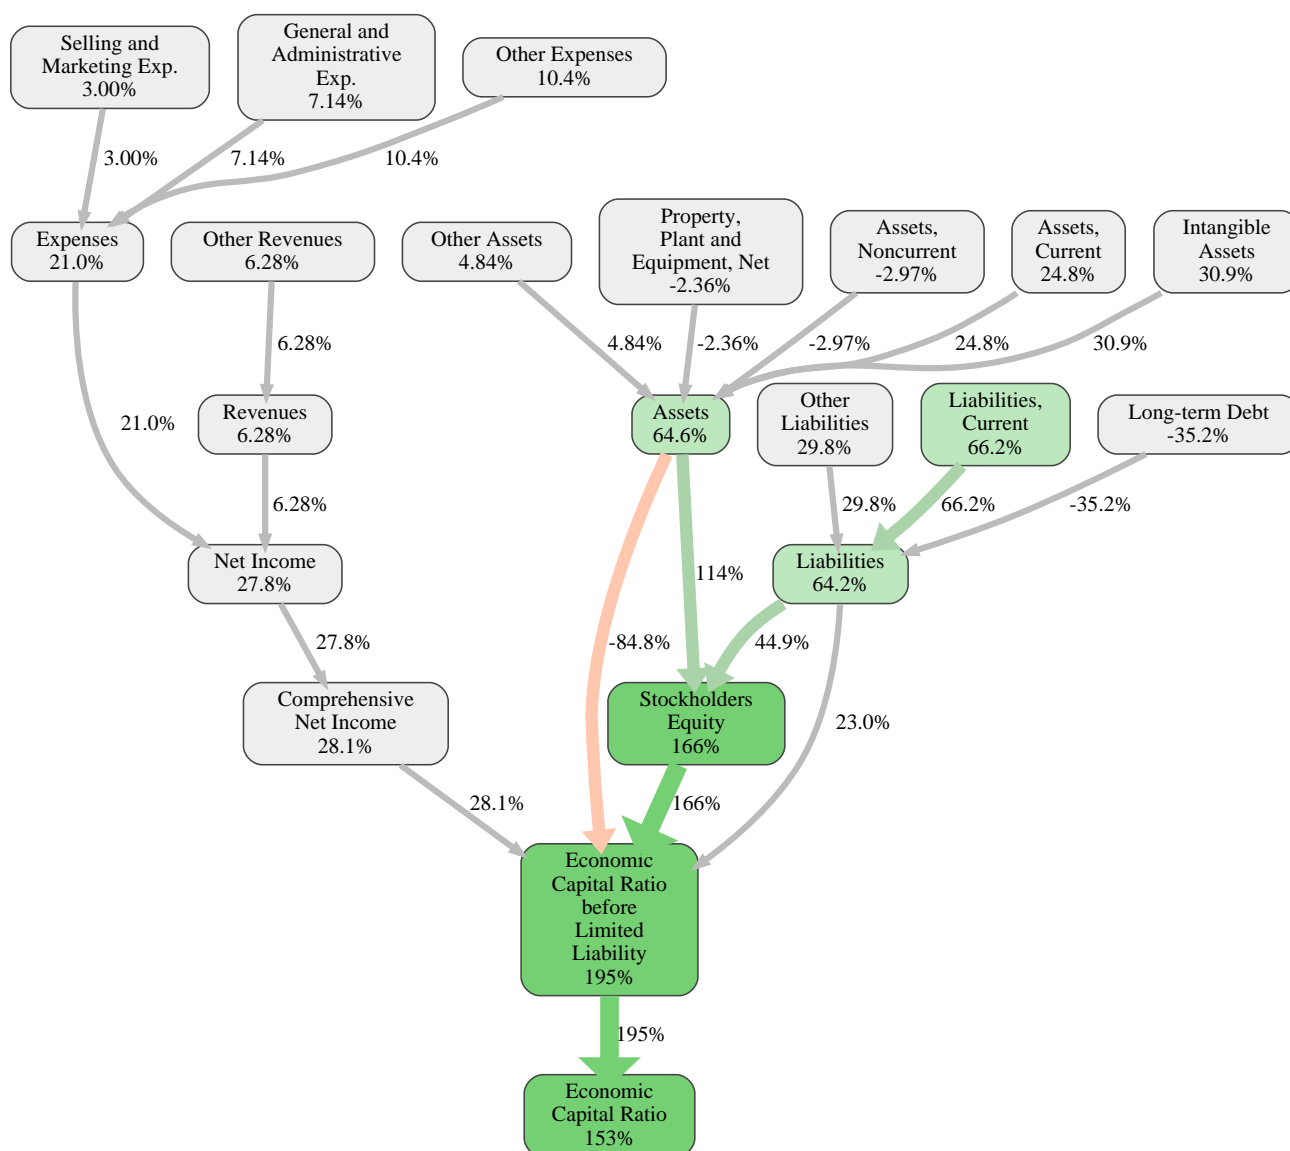 Selling and
Marketing Exp.
3.00%
General and
Administrative
Exp.
7.14%
Other Expenses
10.4%
3.00%
7.14%
10.4%
Expenses
21.0%
Other Revenues
6.28%
Other Assets
4.84%
Property,
Plant and
Equipment, Net
-2.36%
Assets,
Noncurrent
-2.97%
Assets,
Current
24.8%
Intangible
Assets
30.9%
6.28%
4.84%
-2.36%
-2.97%
24.8%
30.9%
21.0%
Revenues
6.28%
Assets
64.6%
Other
Liabilities
29.8%
Liabilities,
Current
66.2%
Long-term Debt
-35.2%
6.28%
29.8%
66.2%
-35.2%
Net Income
27.8%
114%
Liabilities
64.2%
27.8%
-84.8%
44.9%
Comprehensive
Net Income
28.1%
Stockholders
Equity
166%
23.0%
28.1%
166%
Economic
Capital Ratio
before
Limited
Liability
195%
195%
Economic
Capital Ratio
153%